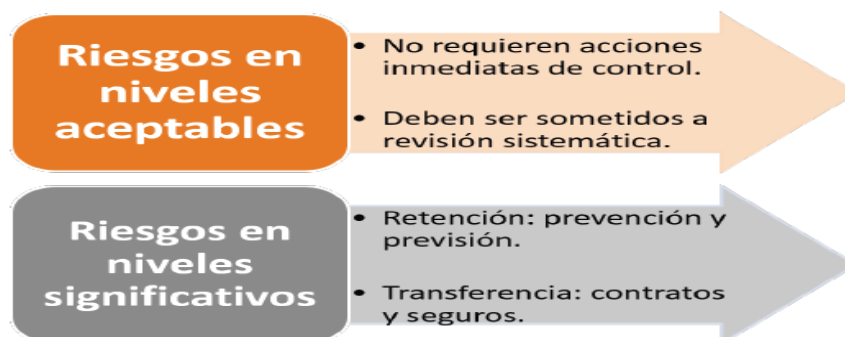 Riesgos en
niveles
aceptables
• No requieren acciones
inmediatas de control.
• Deben ser sometidos a
revisión sistemática.
Riesgos en
niveles
significativos
• Retención: prevención y
previsión.
• Transferencia: contratos
y seguros.